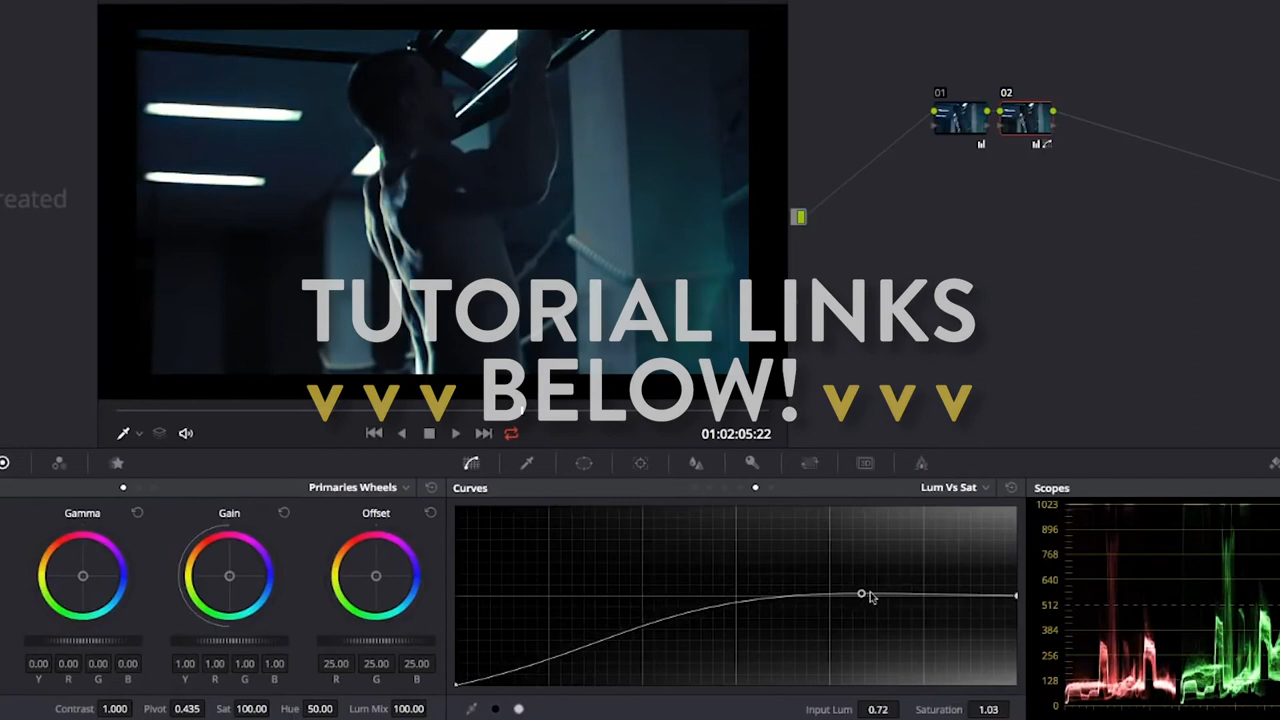 01
02
reated
TUTORIAL LINKS
V V V BELOW! V V V
01:02:05:22
Primaries Wheels
Curves
Lum Vs Sat
Scopes
Gamma
Gain
Offset
1023
896
768
640
512
384
256
128
0
0.00 0.00 0.00 0.00
Y R G B
1.00 1.00 1.00 1.00
Y R G B
25.00 25.00 25.00
R G B
Contrast 1.000 Pivot 0.435 Sat 100.00 Hue 50.00 Lum Mix 100.00
Input Lum 0.72 Saturation 1.03